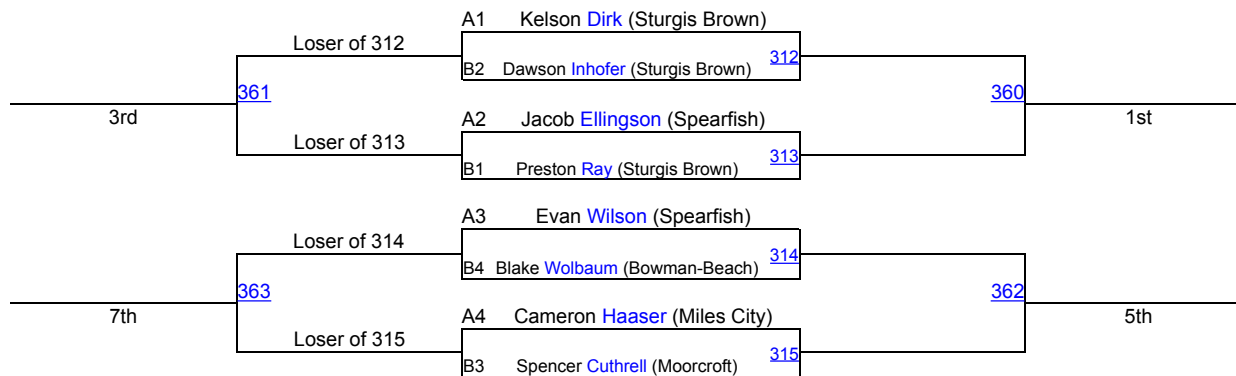 A1 Kelson Dirk (Sturgis Brown)
Loser of 312
312
B2 Dawson Inhofer (Sturgis Brown)
361
360
3rd
1st
A2 Jacob Ellingson (Spearfish)
Loser of 313
313
B1 Preston Ray (Sturgis Brown)
A3 Evan Wilson (Spearfish)
Loser of 314
314
B4 Blake Wolbaum (Bowman-Beach)
363
362
7th
5th
A4 Cameron Haaser (Miles City)
Loser of 315
315
B3 Spencer Cuthrell (Moorcroft)